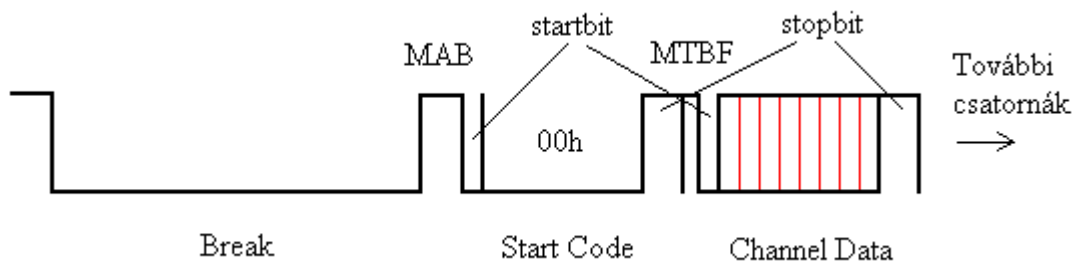 startbit
stopbit
MAB
MTBF
További
csatornák
00h
Break
Start Code
Channel Data